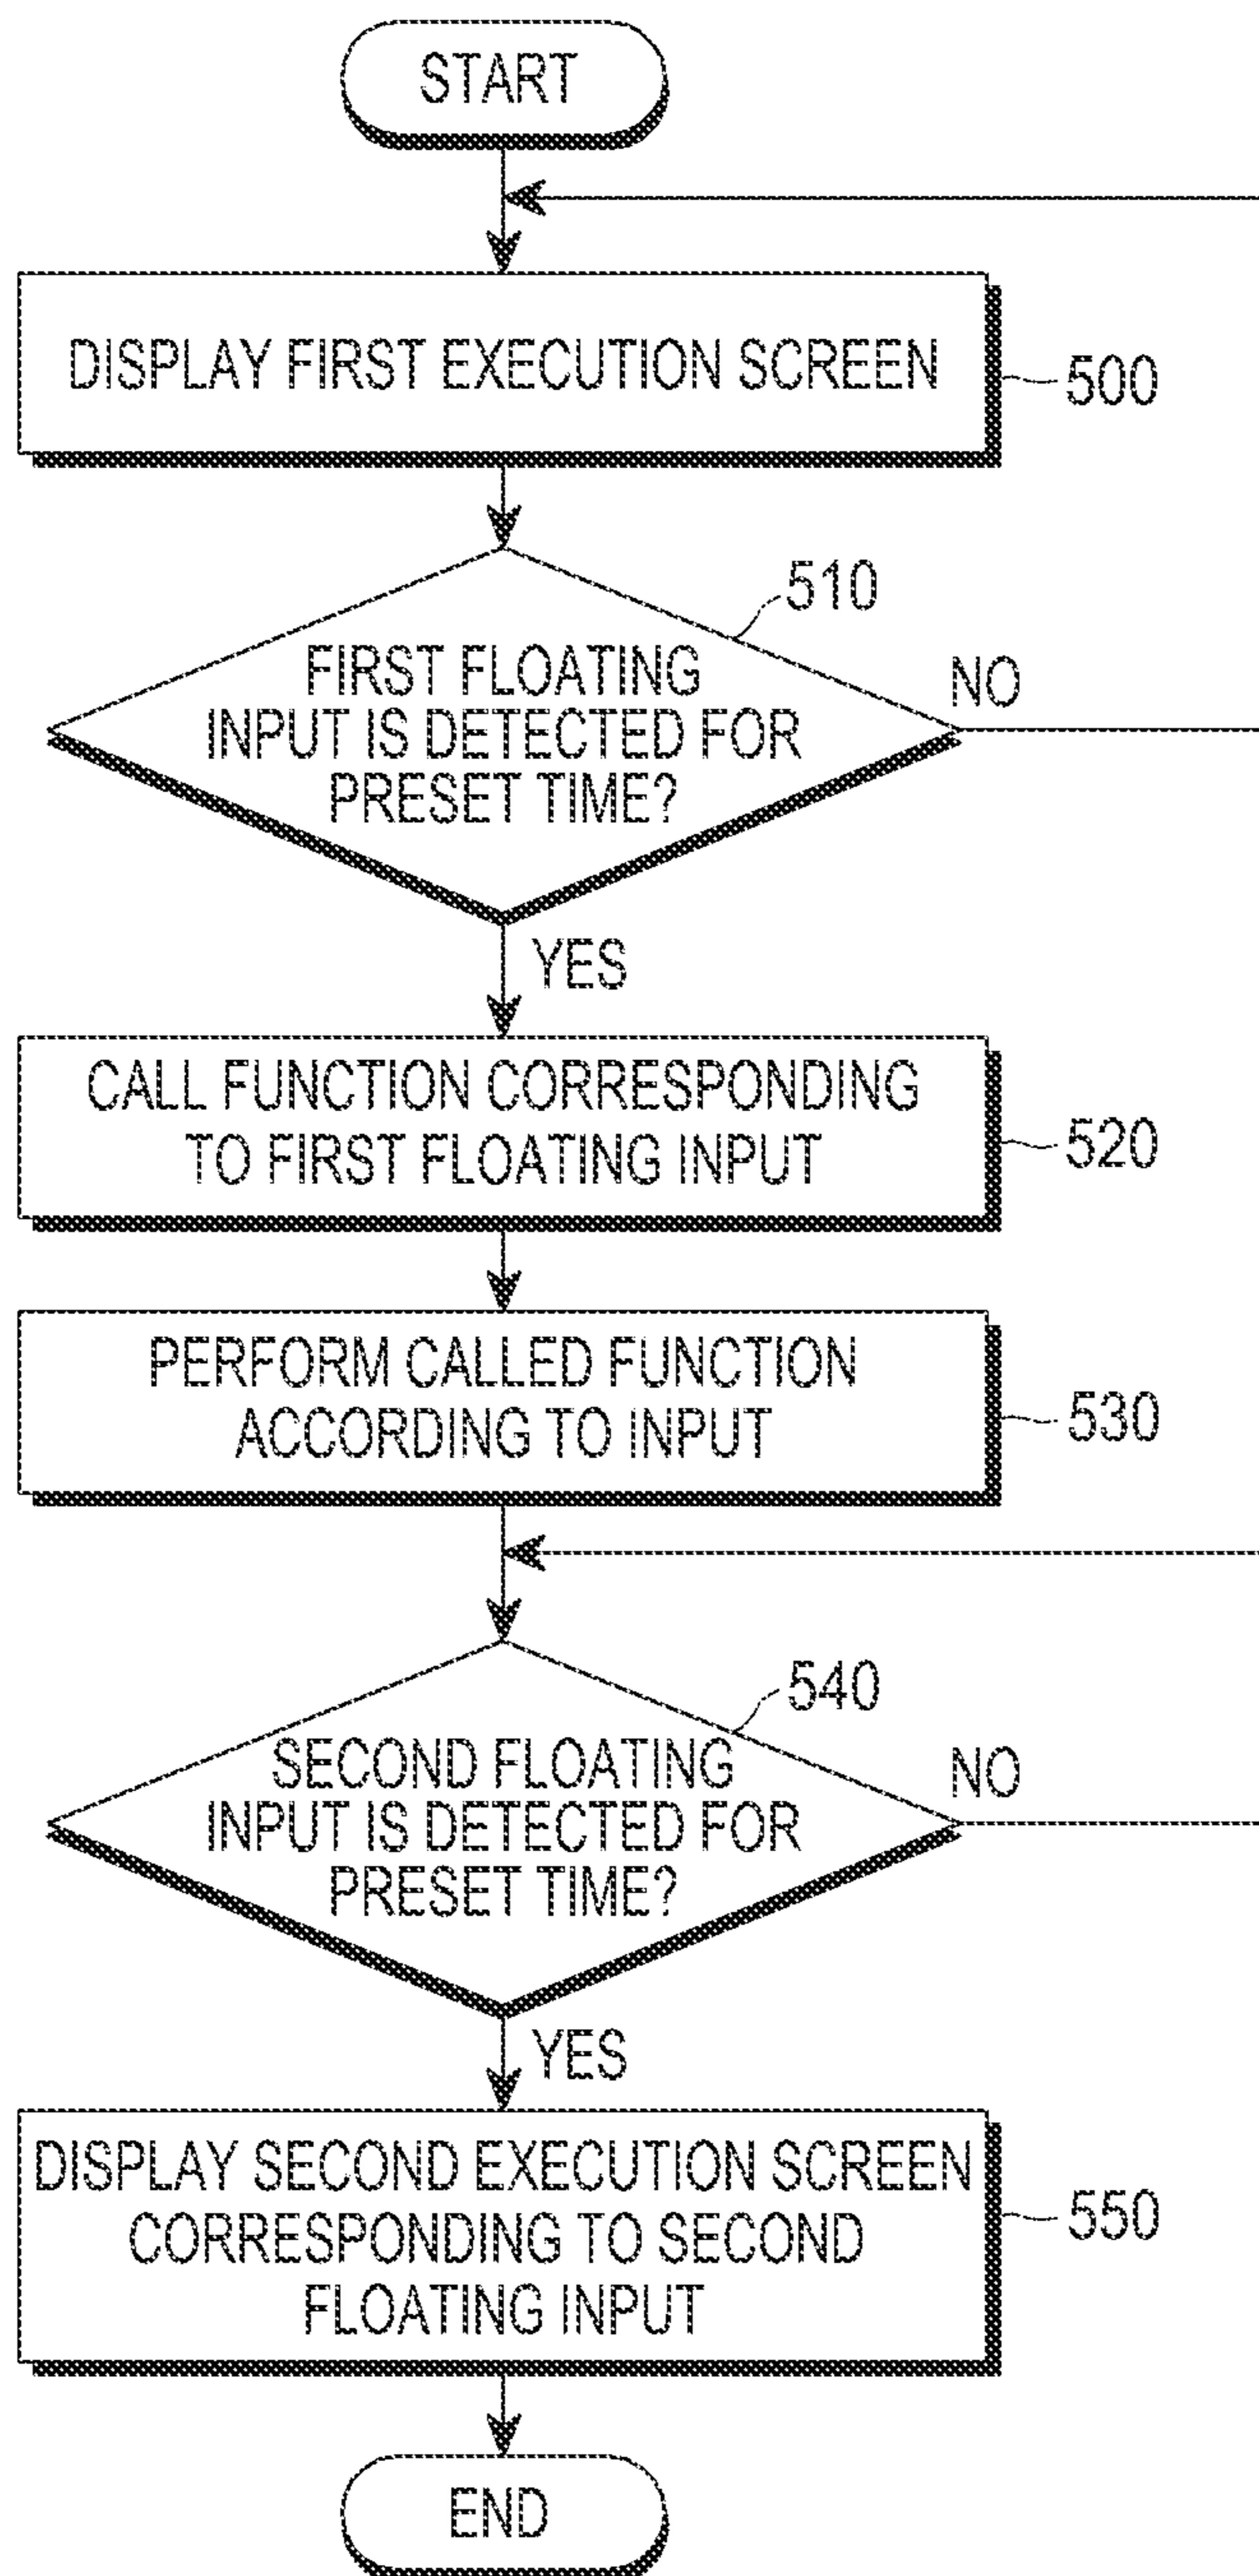 START
DISPLAY FIRST EXECUTION SCREEN
500
510
FIRST FLOATING
INPUT IS DETECTED FOR
PRESET TIME?
NO
YES
CALL FUNCTION CORRESPONDING
TO FIRST FLOATING INPUT
520
PERFORM CALLED FUNCTION
ACCORDING TO INPUT
530
540
SECOND FLOATING
INPUT IS DETECTED FOR
PRESET TIME?
NO
YES
DISPLAY SECOND EXECUTION SCREEN
CORRESPONDING TO SECOND
FLOATING INPUT
550
END